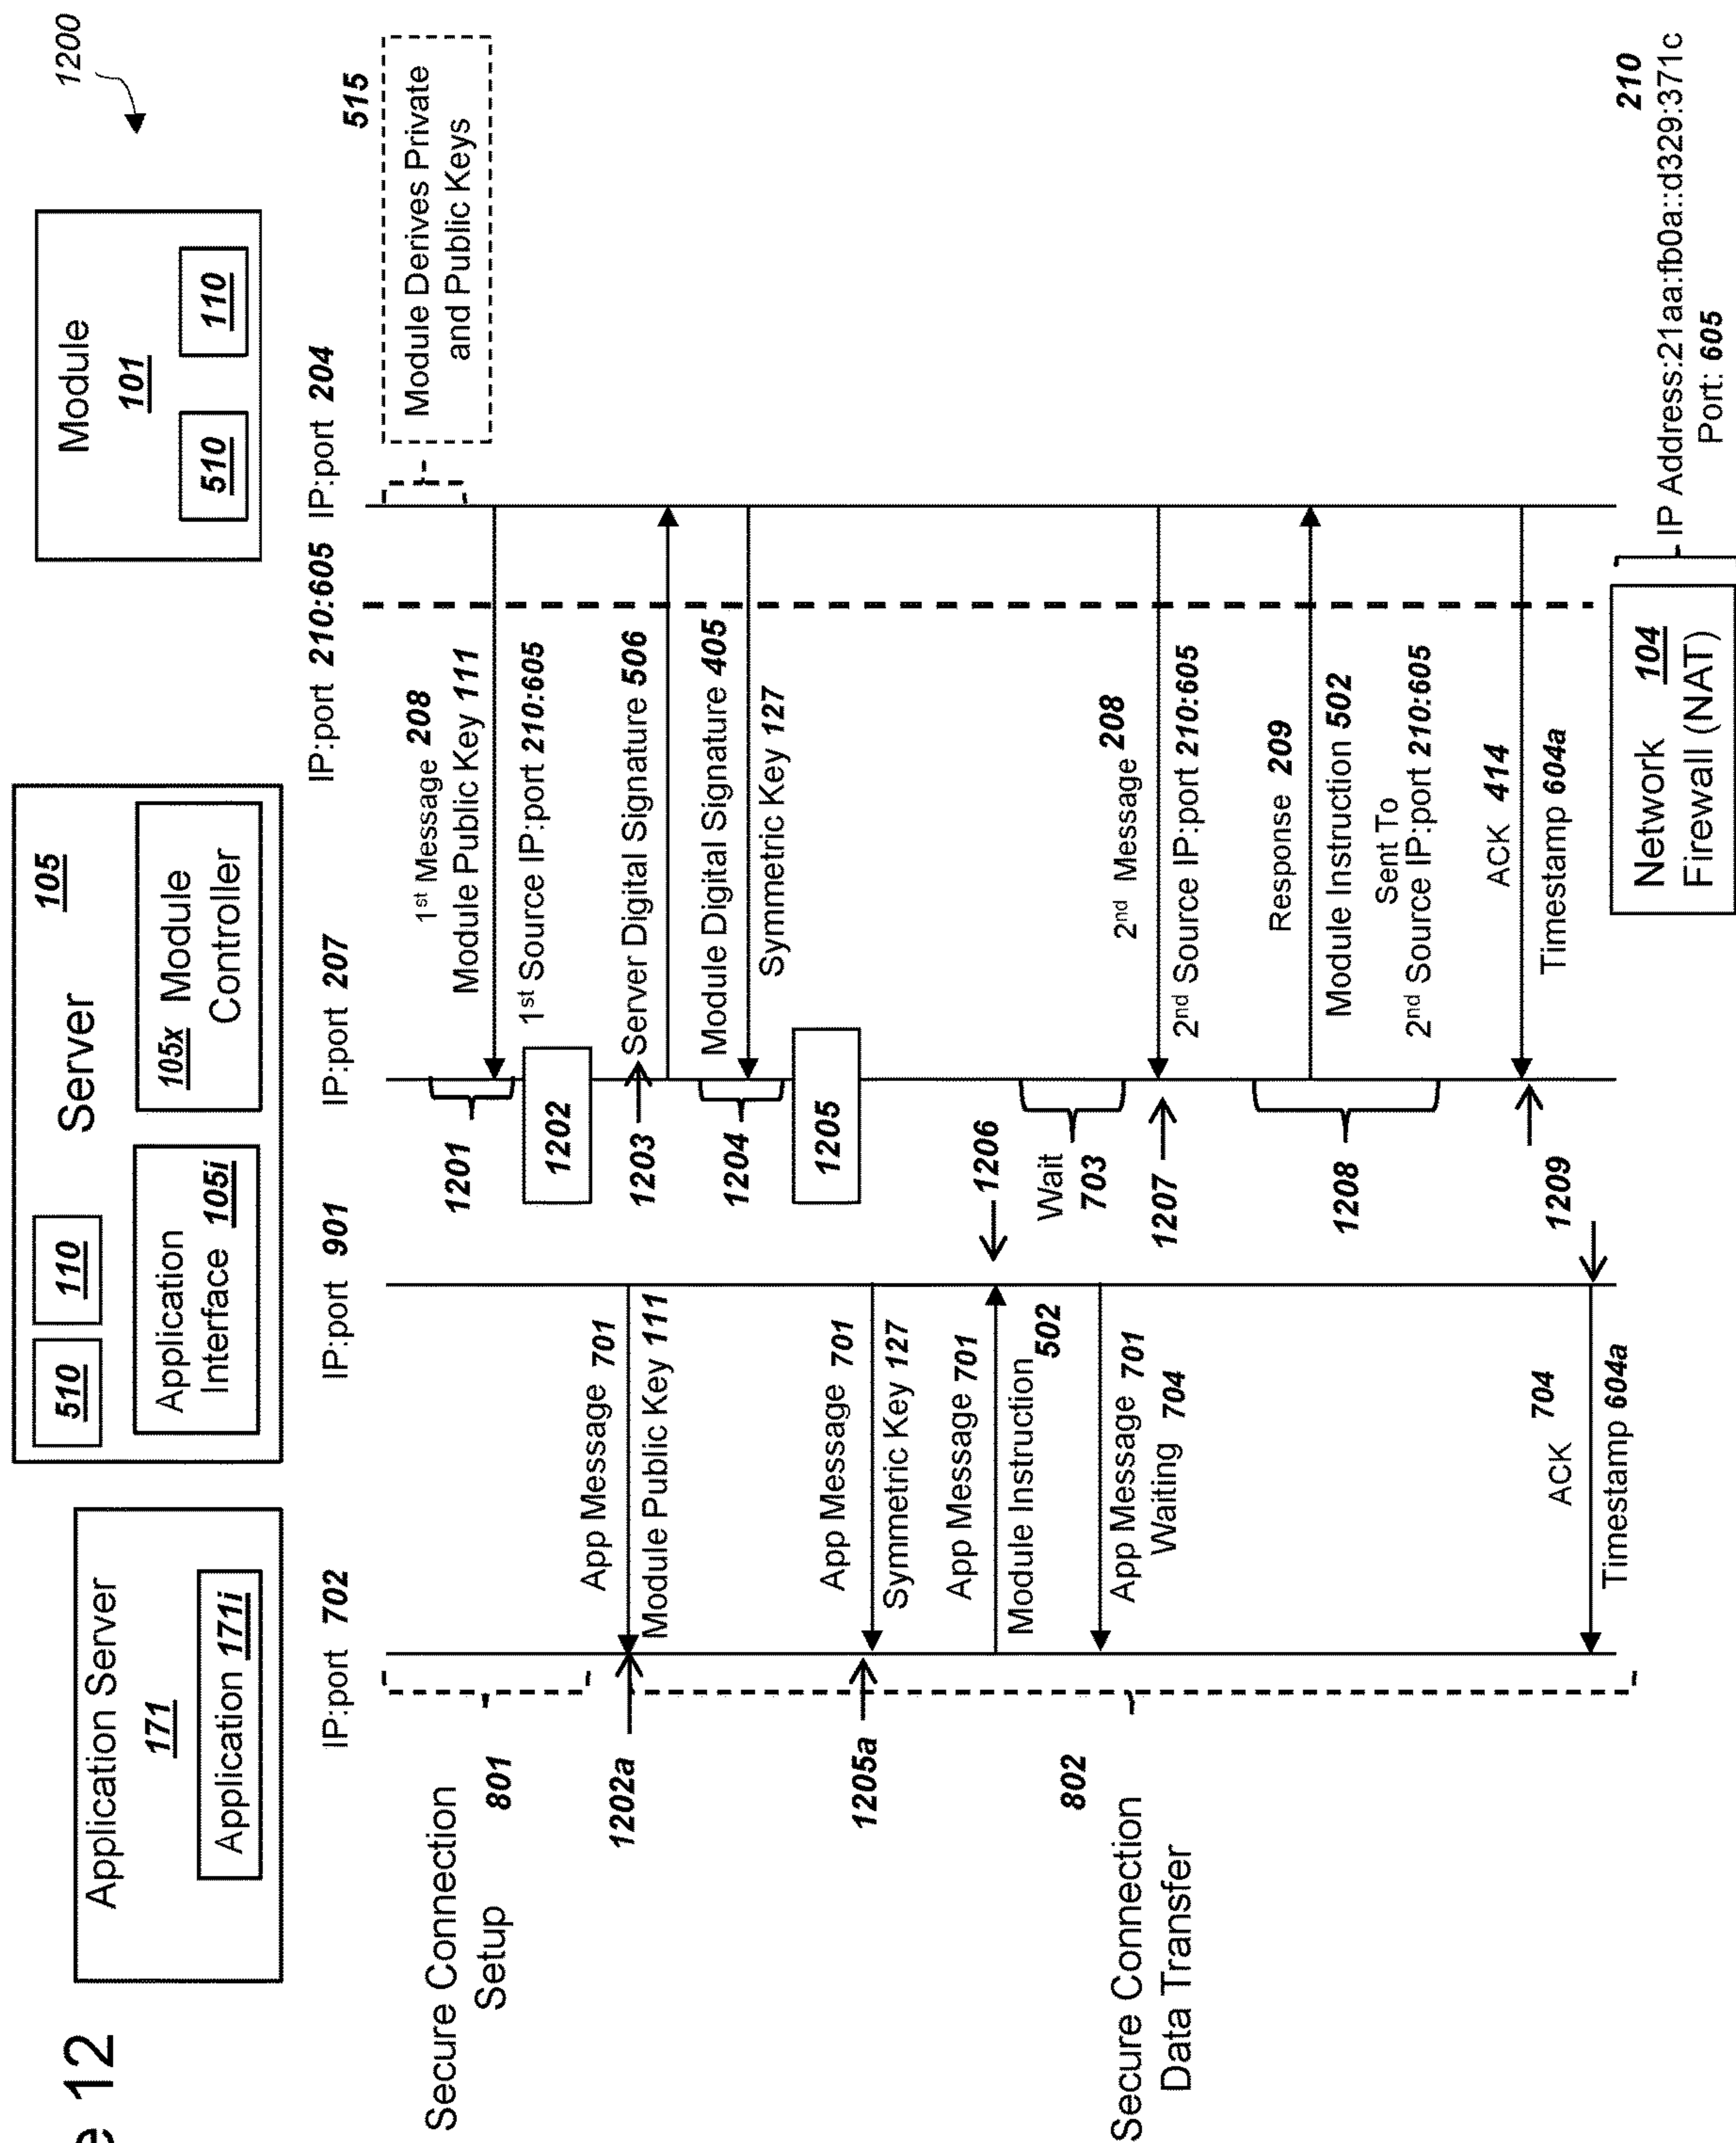 e 12
1200
Application Server
171
Application 171i
510
110
Server
105
Application
Interface 105i
105x Module
Controller
Module
101
510
110
IP:port 702
IP:port 901
IP:port 207
IP:port 210:605
IP:port 204
515
Module Derives Private
and Public Keys
Secure Connection
Setup
801
1201
1st Message 208
Module Public Key 111
1st Source IP:port 210:605
1202
1202a
App Message 701
Module Public Key 111
1203
Server Digital Signature 506
1204
Module Digital Signature 405
Symmetric Key 127
1205
1205a
App Message 701
Symmetric Key 127
App Message 701
Module Instruction
502
1206
Secure Connection
Data Transfer
802
App Message 701
Waiting 704
Wait
703
1207
2nd Message 208
2nd Source IP:port 210:605
1208
Response 209
Module Instruction 502
Sent To
2nd Source IP:port 210:605
1209
ACK 414
Timestamp 604a
ACK 704
Timestamp 604a
Network 104
Firewall (NAT)
210
IP Address:21aa:fb0a::d329:371c
Port: 605